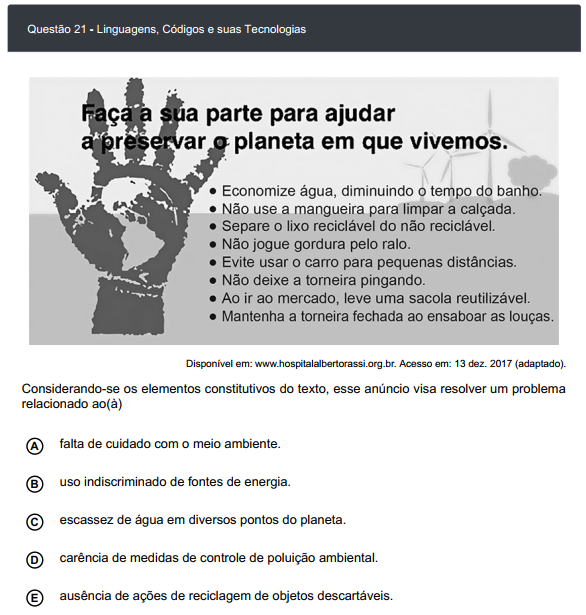 Questão 21 - Linguagens, Códigos e suas Tecnologias
Faça a sua parte para ajudar
a preservar o planeta em que vivemos.
● Economize água, diminuindo o tempo do banho.
● Não use a mangueira para limpar a calçada.
● Separe o lixo reciclável do não reciclável.
● Não jogue gordura pelo ralo.
● Evite usar o carro para pequenas distâncias.
● Não deixe a torneira pingando.
● Ao ir ao mercado, leve uma sacola reutilizável.
● Mantenha a torneira fechada ao ensaboar as louças.
Disponível em: www.hospitalalbertorassi.org.br. Acesso em: 13 dez. 2017 (adaptado).
Considerando-se os elementos constitutivos do texto, esse anúncio visa resolver um problema
relacionado ao(à)
A falta de cuidado com o meio ambiente.
B uso indiscriminado de fontes de energia.
C escassez de água em diversos pontos do planeta.
D carência de medidas de controle de poluição ambiental.
E ausência de ações de reciclagem de objetos descartáveis.